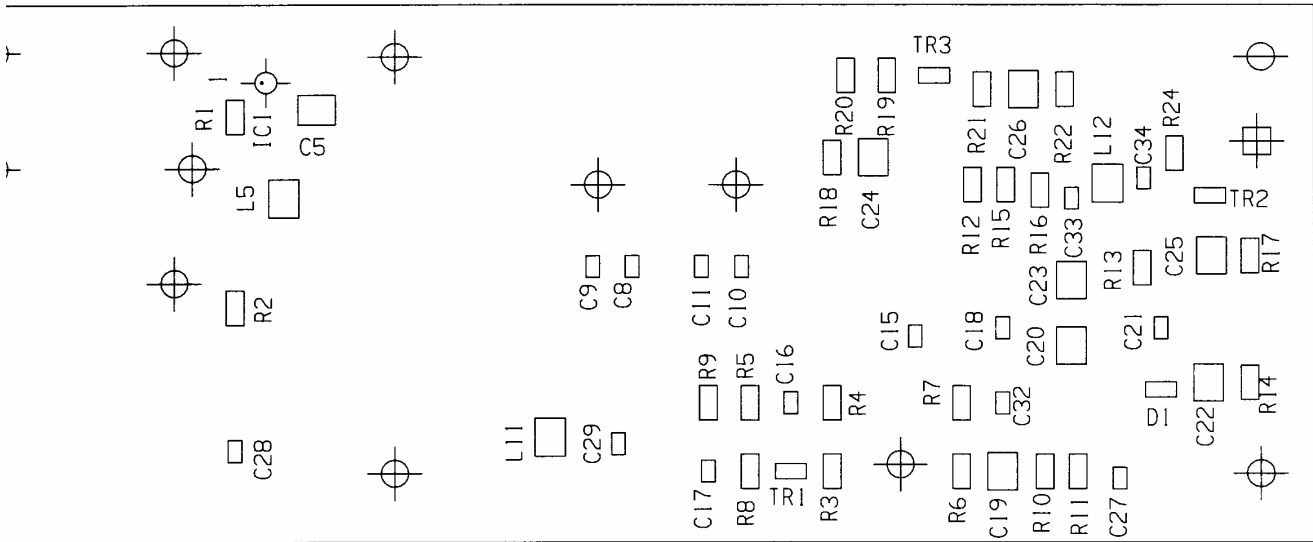 TR3
1
R1
IC1
C5
R20
R19
R21
C26
R22
L12
C34
R24
L5
R18
C24
R12
R15
R16
C33
TR2
R13
C25
R17
R2
C9
C8
C11
C10
C23
C15
C18
C20
C21
R9
R5
C16
R4
R7
C32
D1
C22
R14
C28
L11
C29
C17
R8
TR1
R3
R6
C19
R10
R11
C27